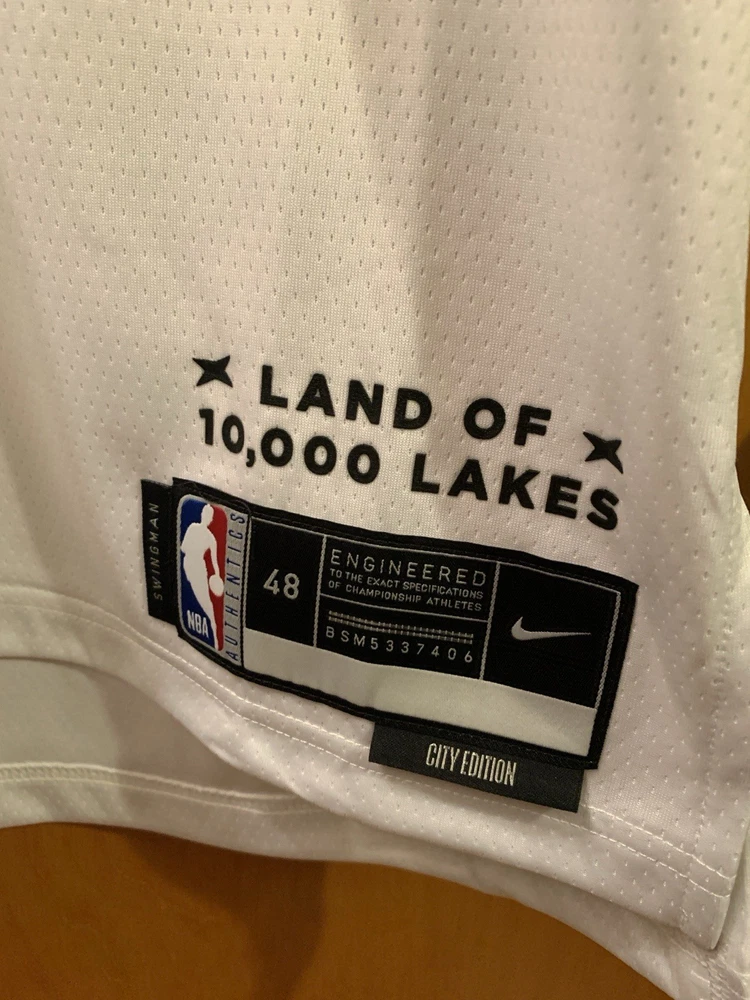 LAND OF
10,000 LAKES
SWINGMAN
NBA
AUTHENTICS
48
ENGINEERED
TO THE EXACT SPECIFICATIONS
OF CHAMPIONSHIP ATHLETES
BSM5337406
CITY EDITION